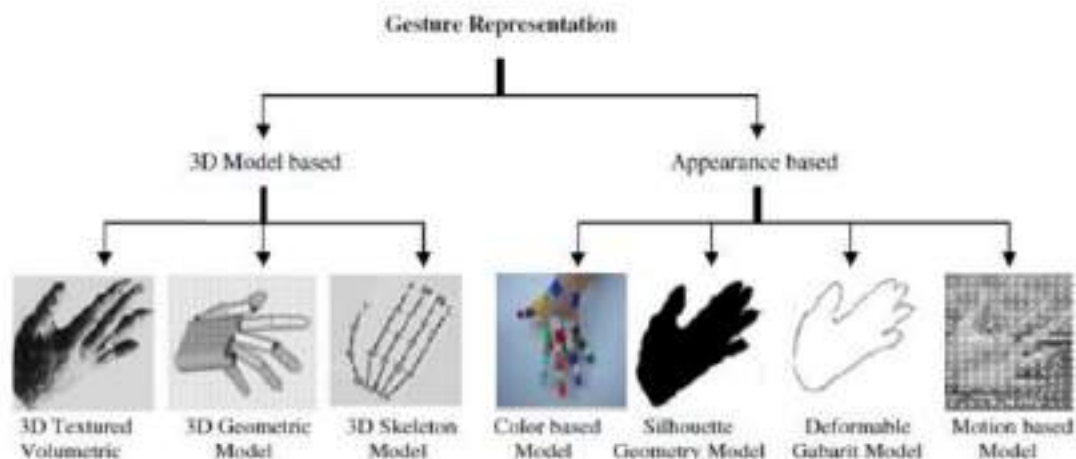 Gesture Representation
3D Model based
Appearance based
3D Textured
Volumetric
3D Geometric
Model
3D Skeleton
Model
Color based
Model
Silhouette
Geometry Model
Deformable
Gabarit Model
Motion based
Model